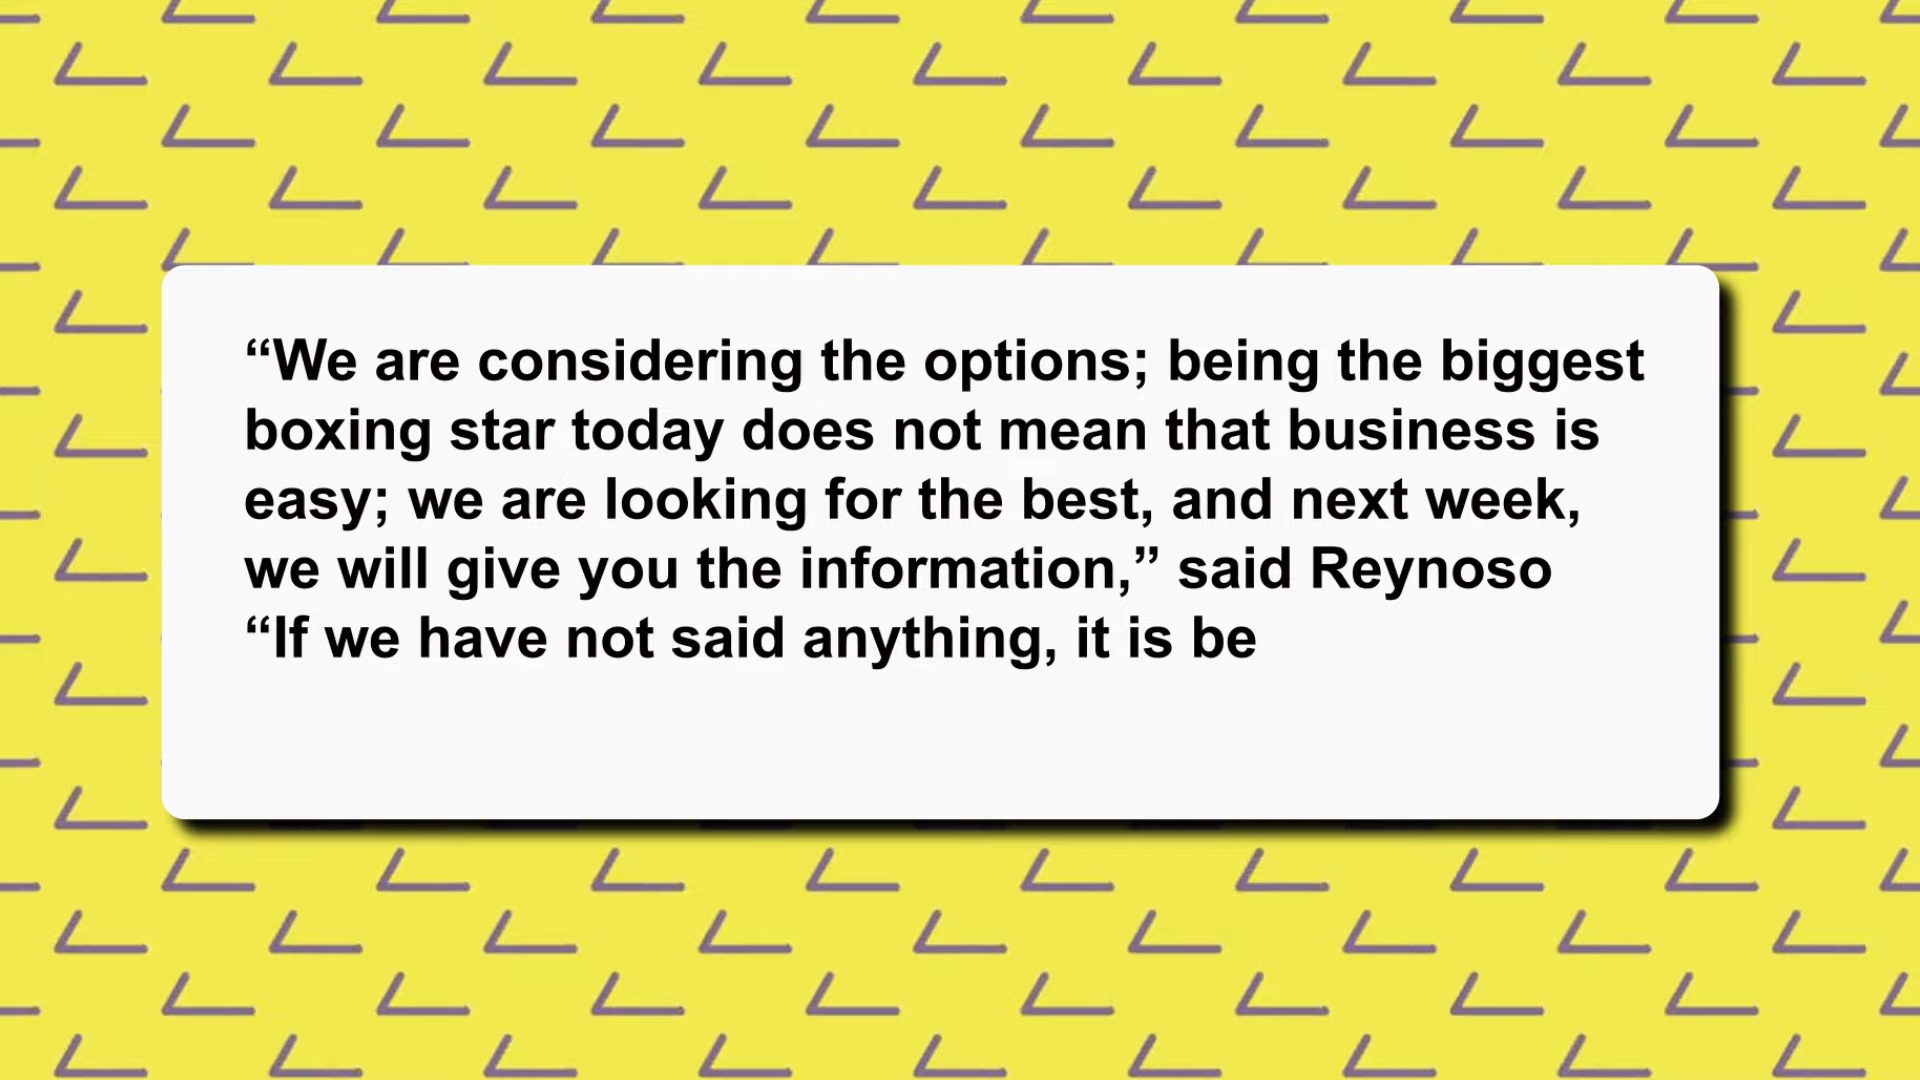 “We are considering the options; being the biggest
boxing star today does not mean that business is
easy; we are looking for the best, and next week,
we will give you the information,” said Reynoso
“If we have not said anything, it is be